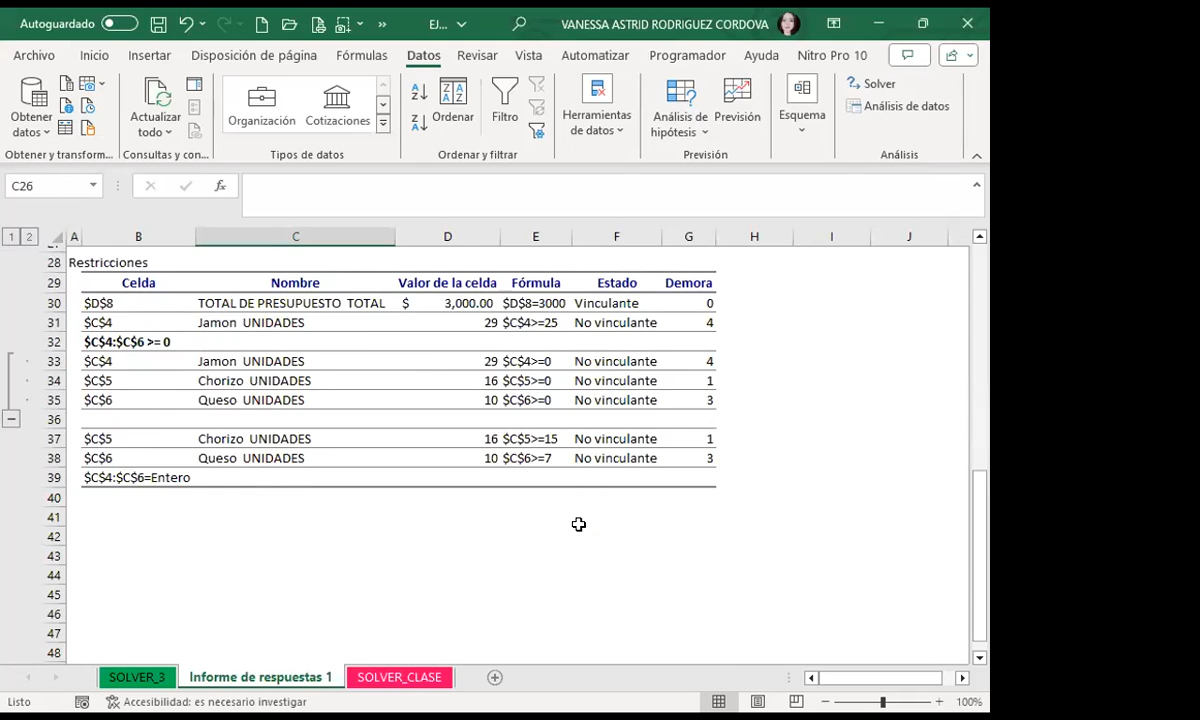 Autoguardado EJ... VANESSA ASTRID RODRIGUEZ CORDOVA
Archivo Inicio Insertar Disposición de página Fórmulas Datos Revisar Vista Automatizar Programador Ayuda Nitro Pro 10
Obtener datos Actualizar todo Organización Cotizaciones Ordenar Filtro Herramientas de datos Análisis de hipótesis Previsión Esquema Solver Análisis de datos
Obtener y transform... Consultas y con... Tipos de datos Ordenar y filtrar Previsión Análisis
C26 fx
1 2 A B C D E F G H I J
28 Restricciones
29 Celda Nombre Valor de la celda Fórmula Estado Demora
30 $D$8 TOTAL DE PRESUPUESTO TOTAL $ 3,000.00 $D$8=3000 Vinculante 0
31 $C$4 Jamon UNIDADES 29 $C$4>=25 No vinculante 4
32 $C$4:$C$6 >= 0
33 $C$4 Jamon UNIDADES 29 $C$4>=0 No vinculante 4
34 $C$5 Chorizo UNIDADES 16 $C$5>=0 No vinculante 1
35 $C$6 Queso UNIDADES 10 $C$6>=0 No vinculante 3
36
37 $C$5 Chorizo UNIDADES 16 $C$5>=15 No vinculante 1
38 $C$6 Queso UNIDADES 10 $C$6>=7 No vinculante 3
39 $C$4:$C$6=Entero
40
41
42
43
44
45
46
47
48
SOLVER_3 Informe de respuestas 1 SOLVER_CLASE
Listo Accesibilidad: es necesario investigar 100%